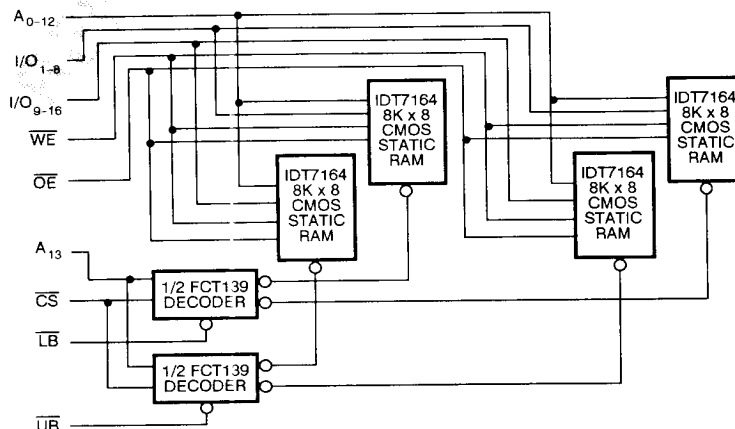 A0-12
I/O1-8
I/O9-16
WE
OE
IDT7164
8K x 8
CMOS
STATIC
RAM
IDT7164
8K x 8
CMOS
STATIC
RAM
IDT7164
8K x 8
CMOS
STATIC
RAM
IDT7164
8K x 8
CMOS
STATIC
RAM
A13
CS
LB
UB
1/2 FCT139
DECODER
1/2 FCT139
DECODER